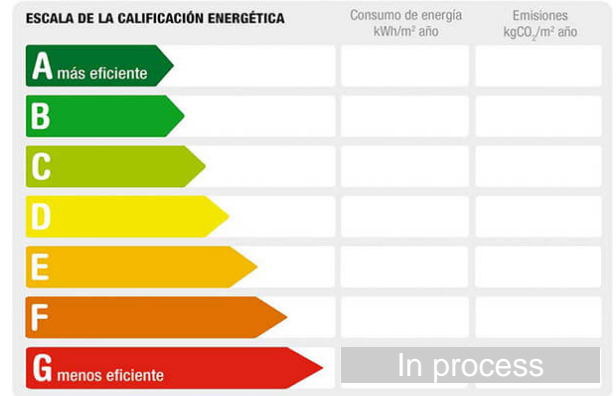 ESCALA DE LA CALIFICACIÓN ENERGÉTICA
Consumo de energía
kWh/m² año
Emisiones
kgCO₂/m² año
A más eficiente
B
C
D
E
F
G menos eficiente
In process